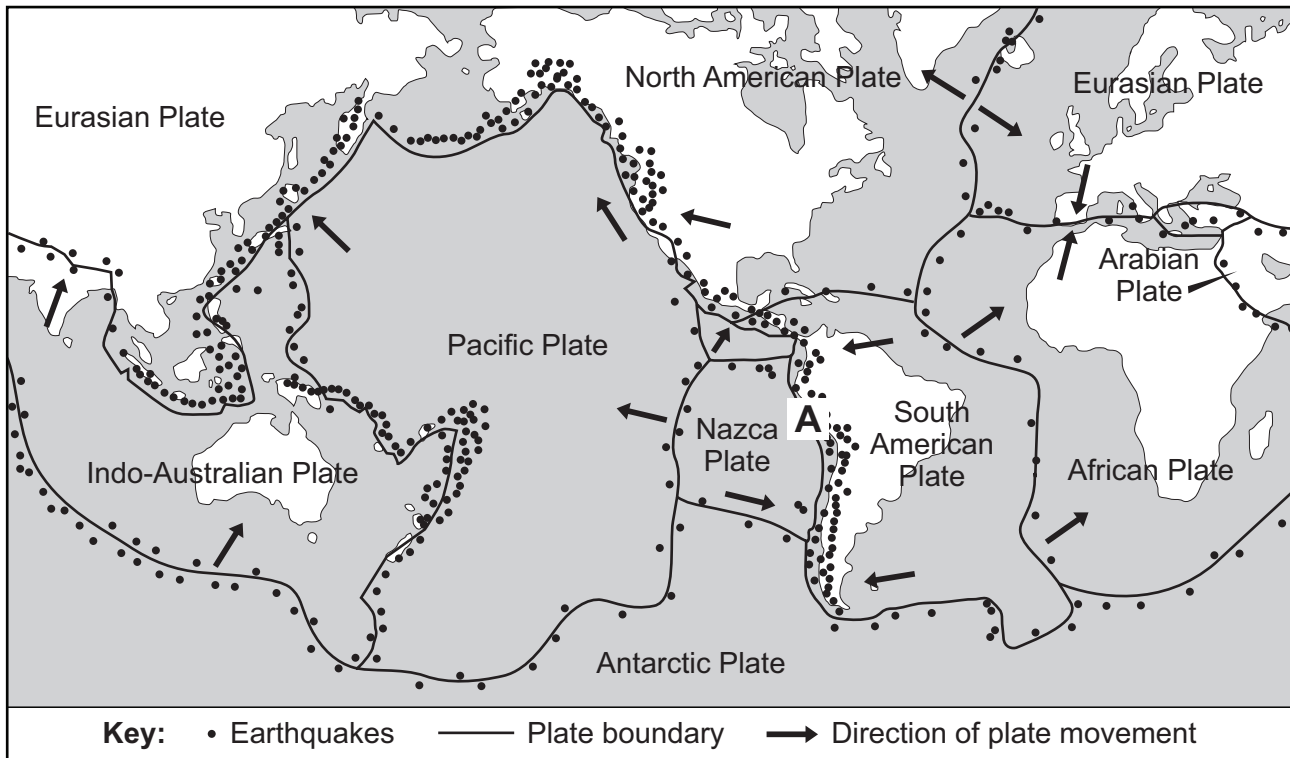 North American Plate
Eurasian Plate
Eurasian Plate
Arabian
Plate
Pacific Plate
A
Nazca
Plate
South
American
Plate
Indo-Australian Plate
African Plate
Antarctic Plate
Key: Earthquakes Plate boundary Direction of plate movement